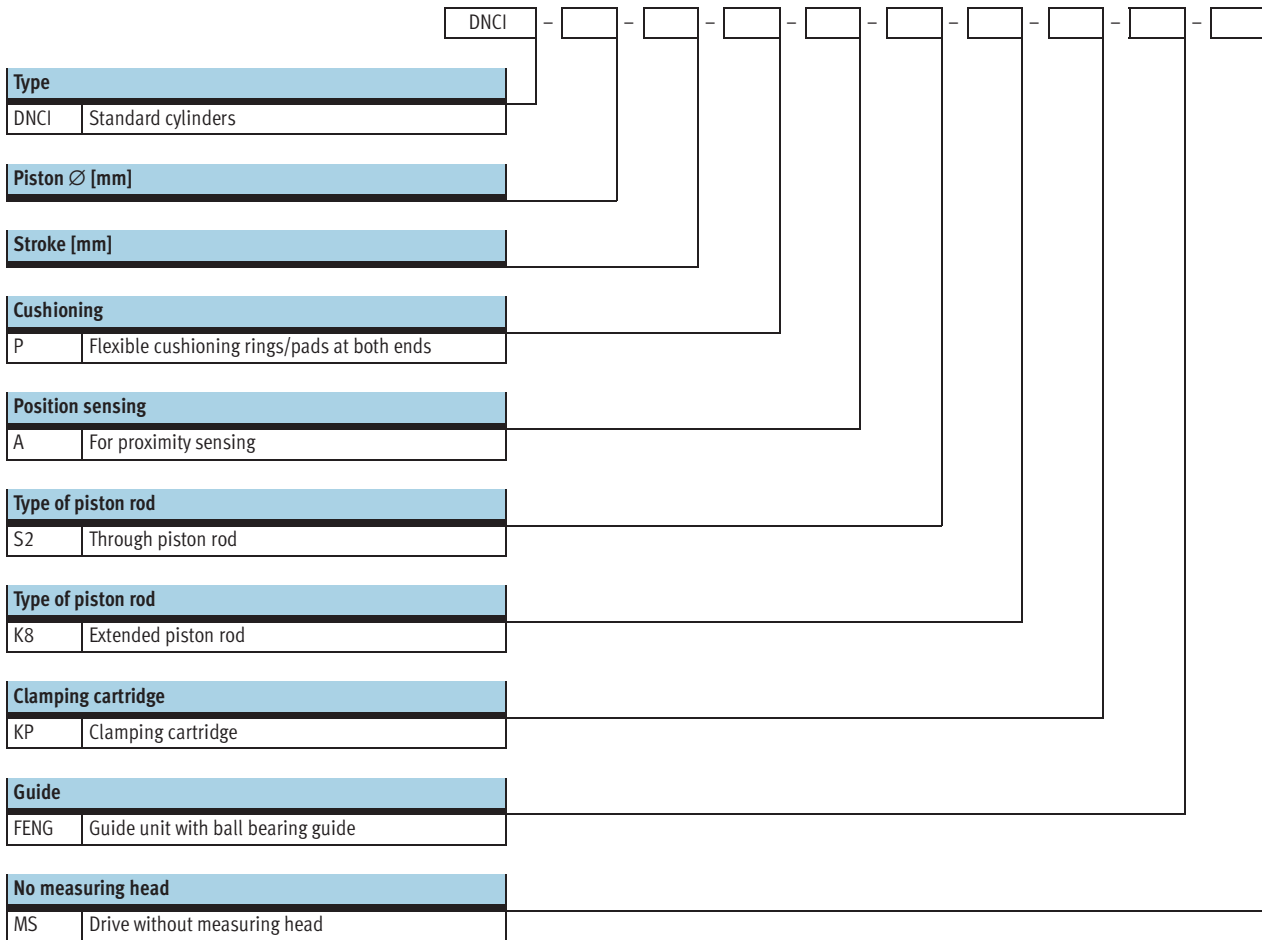 DNCI – – – – – – – – –
Type
DNCI Standard cylinders
Piston ∅ [mm]
Stroke [mm]
Cushioning
P Flexible cushioning rings/pads at both ends
Position sensing
A For proximity sensing
Type of piston rod
S2 Through piston rod
Type of piston rod
K8 Extended piston rod
Clamping cartridge
KP Clamping cartridge
Guide
FENG Guide unit with ball bearing guide
No measuring head
MS Drive without measuring head